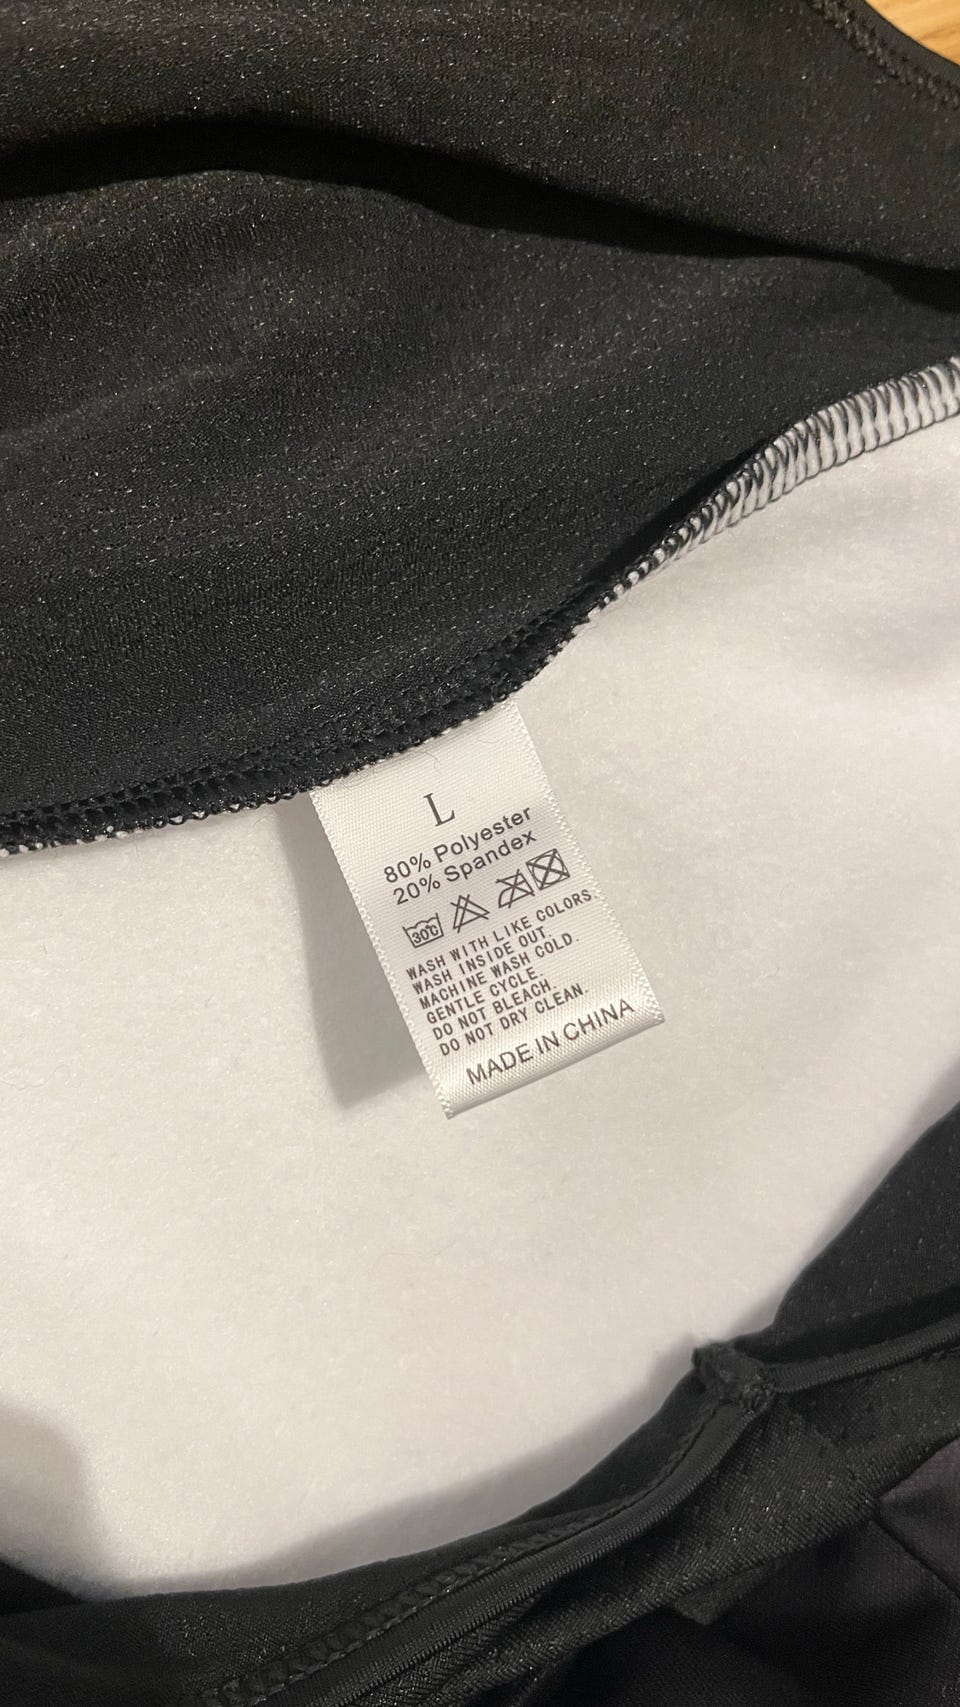 L
80% Polyester
20% Spandex
30℃
WASH WITH LIKE COLORS.
WASH INSIDE OUT.
MACHINE WASH COLD.
GENTLE CYCLE.
DO NOT BLEACH.
DO NOT DRY CLEAN.
MADE IN CHINA